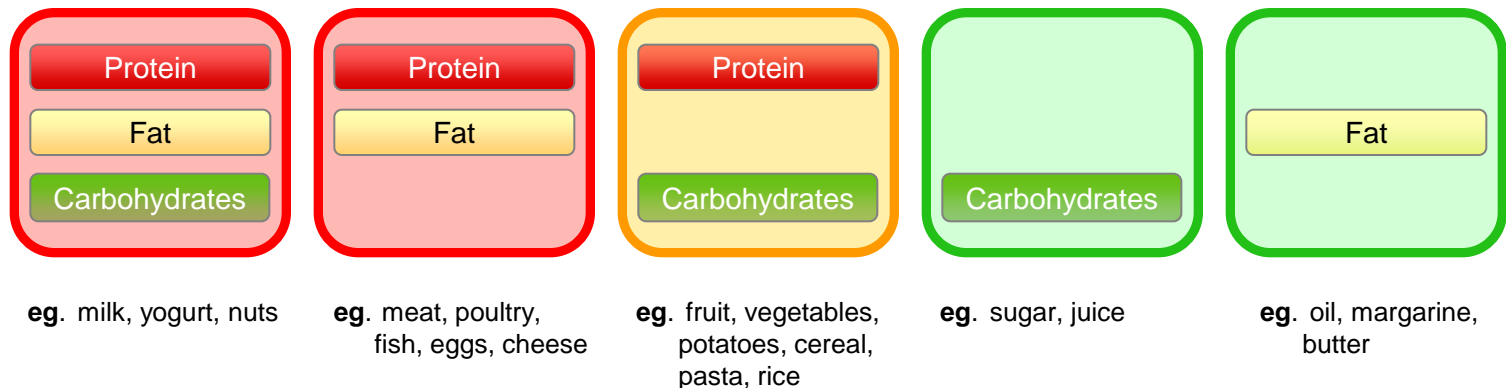 Protein
Fat
Carbohydrates
eg. milk, yogurt, nuts
Protein
Fat
eg. meat, poultry,
fish, eggs, cheese
Protein
Carbohydrates
eg. fruit, vegetables,
potatoes, cereal,
pasta, rice
Carbohydrates
eg. sugar, juice
Fat
eg. oil, margarine,
butter